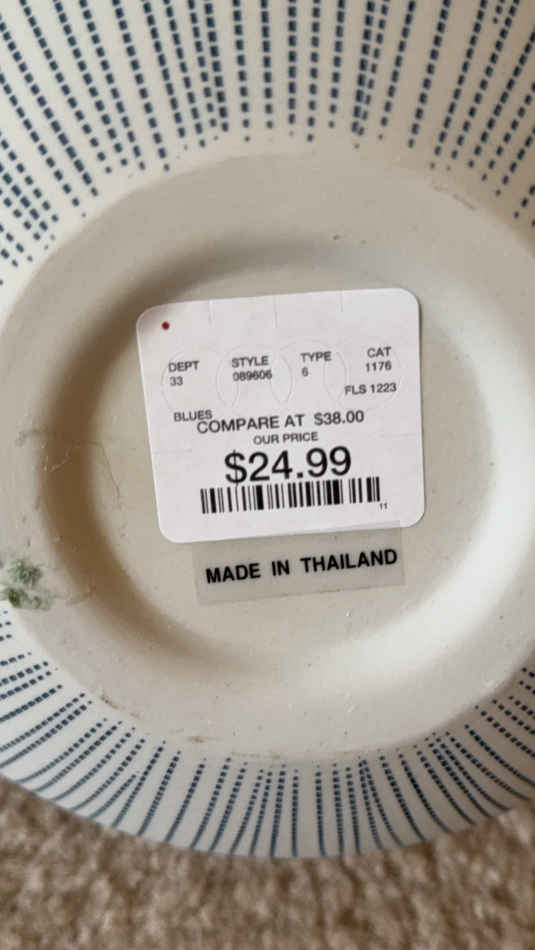 DEPT STYLE TYPE CAT
33 089606 6 1176
FLS 1223
BLUES
COMPARE AT $38.00
OUR PRICE
$24.99
11
MADE IN THAILAND